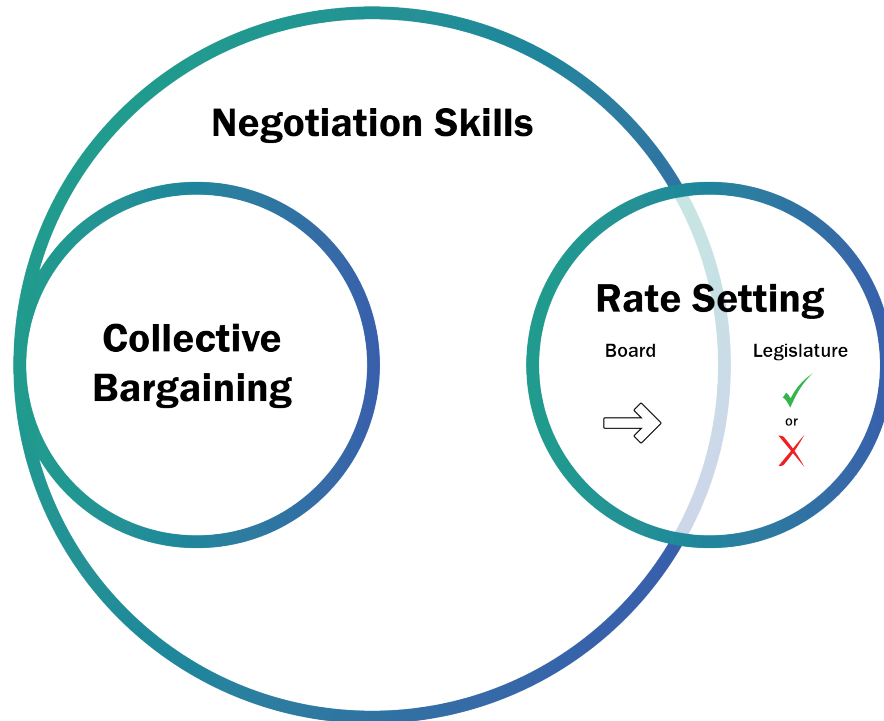 Negotiation Skills
Collective
Bargaining
Rate Setting
Board
Legislature
or